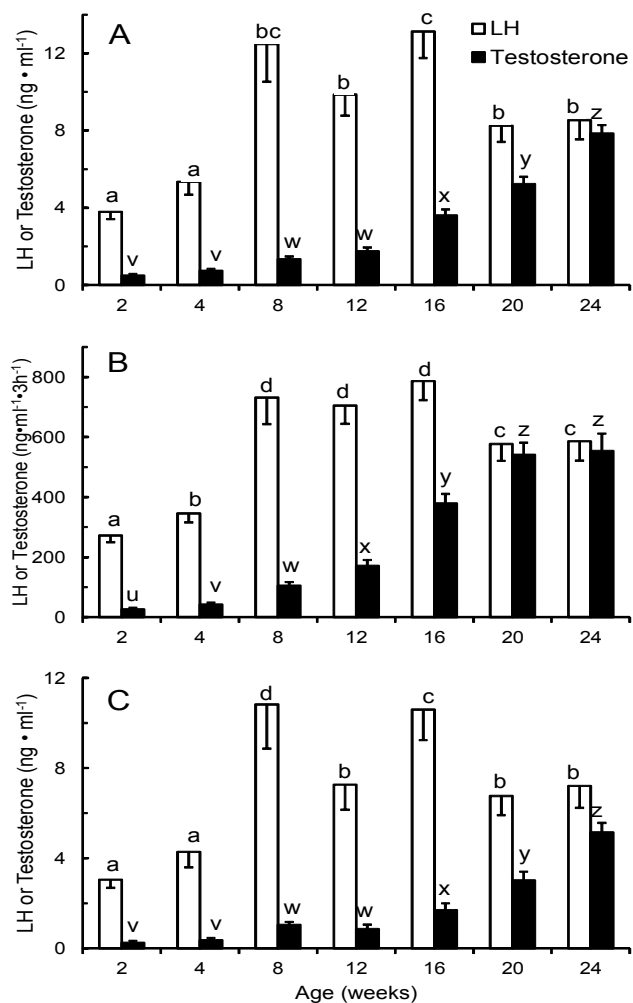 A
LH
Testosterone
LH or Testosterone (ng • ml⁻¹)
12
8
4
0
a v a v bc w b w c x b y b z
2 4 8 12 16 20 24
B
LH or Testosterone (ng•ml⁻¹•3h⁻¹)
800
600
400
200
0
a u b v d w d x d y c z c z
2 4 8 12 16 20 24
C
LH or Testosterone (ng • ml⁻¹)
12
8
4
0
a v a v d w b w c x b y b z
2 4 8 12 16 20 24
Age (weeks)